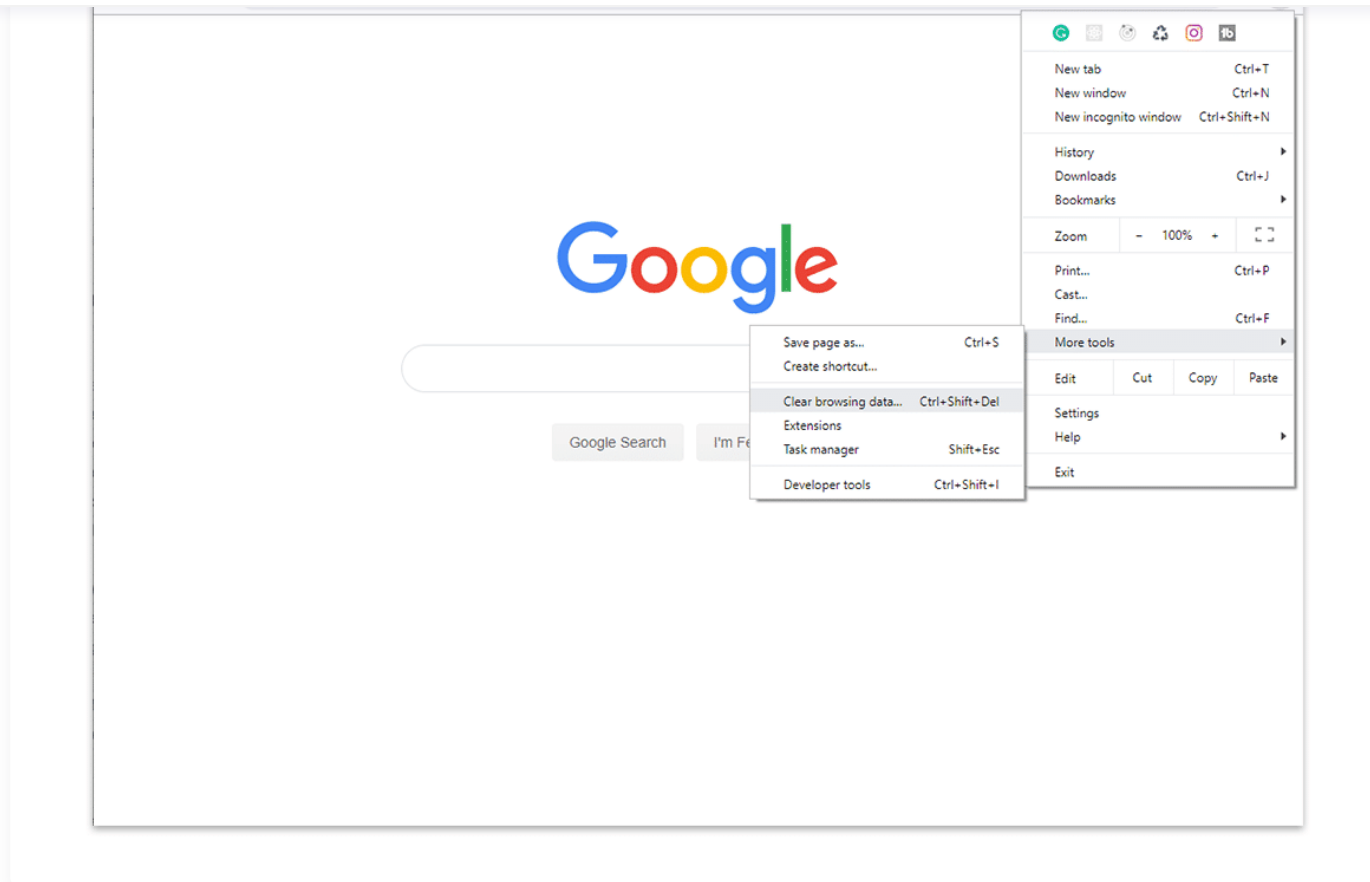 New tab Ctrl+T
New window Ctrl+N
New incognito window Ctrl+Shift+N
History
Downloads Ctrl+J
Bookmarks
Zoom - 100% +
Print... Ctrl+P
Cast...
Find... Ctrl+F
More tools
Edit Cut Copy Paste
Settings
Help
Exit
Google
Save page as... Ctrl+S
Create shortcut...
Clear browsing data... Ctrl+Shift+Del
Extensions
Task manager Shift+Esc
Developer tools Ctrl+Shift+I
Google Search I'm Fe